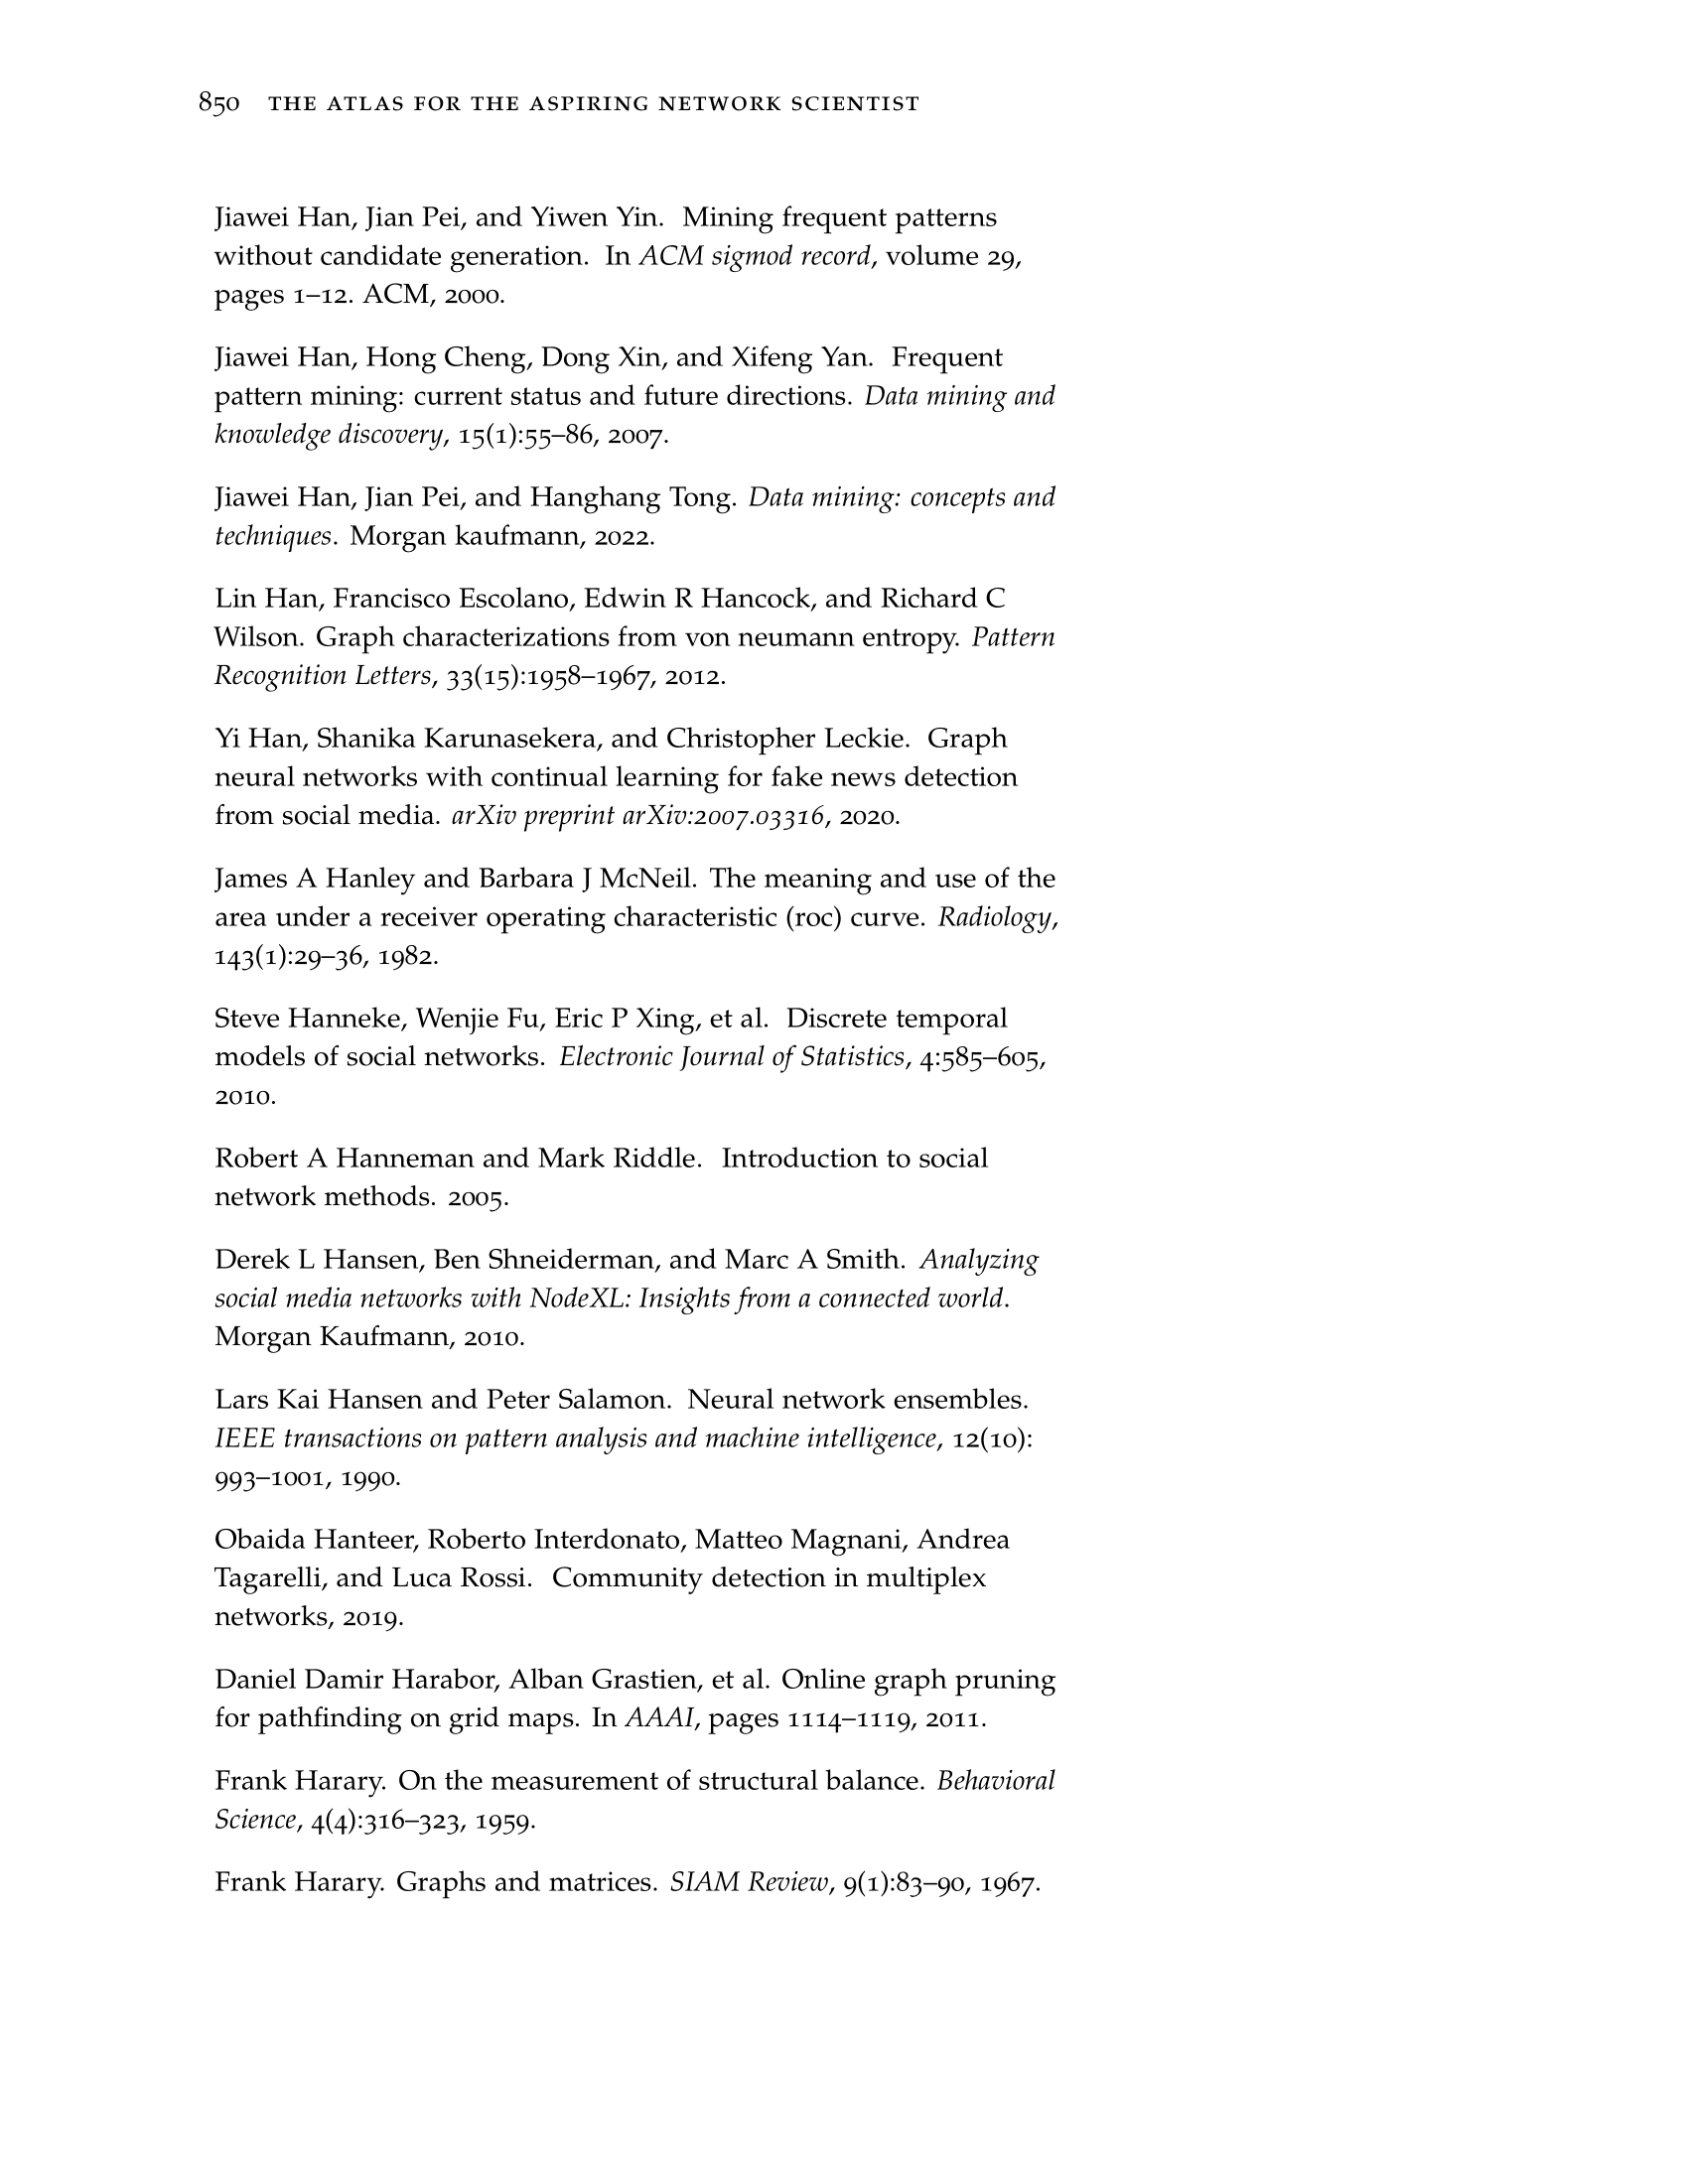 850 THE ATLAS FOR THE ASPIRING NETWORK SCIENTIST
Jiawei Han, Jian Pei, and Yiwen Yin. Mining frequent patterns
without candidate generation. In ACM sigmod record, volume 29,
pages 1–12. ACM, 2000.
Jiawei Han, Hong Cheng, Dong Xin, and Xifeng Yan. Frequent
pattern mining: current status and future directions. Data mining and
knowledge discovery, 15(1):55–86, 2007.
Jiawei Han, Jian Pei, and Hanghang Tong. Data mining: concepts and
techniques. Morgan kaufmann, 2022.
Lin Han, Francisco Escolano, Edwin R Hancock, and Richard C
Wilson. Graph characterizations from von neumann entropy. Pattern
Recognition Letters, 33(15):1958–1967, 2012.
Yi Han, Shanika Karunasekera, and Christopher Leckie. Graph
neural networks with continual learning for fake news detection
from social media. arXiv preprint arXiv:2007.03316, 2020.
James A Hanley and Barbara J McNeil. The meaning and use of the
area under a receiver operating characteristic (roc) curve. Radiology,
143(1):29–36, 1982.
Steve Hanneke, Wenjie Fu, Eric P Xing, et al. Discrete temporal
models of social networks. Electronic Journal of Statistics, 4:585–605,
2010.
Robert A Hanneman and Mark Riddle. Introduction to social
network methods. 2005.
Derek L Hansen, Ben Shneiderman, and Marc A Smith. Analyzing
social media networks with NodeXL: Insights from a connected world.
Morgan Kaufmann, 2010.
Lars Kai Hansen and Peter Salamon. Neural network ensembles.
IEEE transactions on pattern analysis and machine intelligence, 12(10):
993–1001, 1990.
Obaida Hanteer, Roberto Interdonato, Matteo Magnani, Andrea
Tagarelli, and Luca Rossi. Community detection in multiplex
networks, 2019.
Daniel Damir Harabor, Alban Grastien, et al. Online graph pruning
for pathfinding on grid maps. In AAAI, pages 1114–1119, 2011.
Frank Harary. On the measurement of structural balance. Behavioral
Science, 4(4):316–323, 1959.
Frank Harary. Graphs and matrices. SIAM Review, 9(1):83–90, 1967.